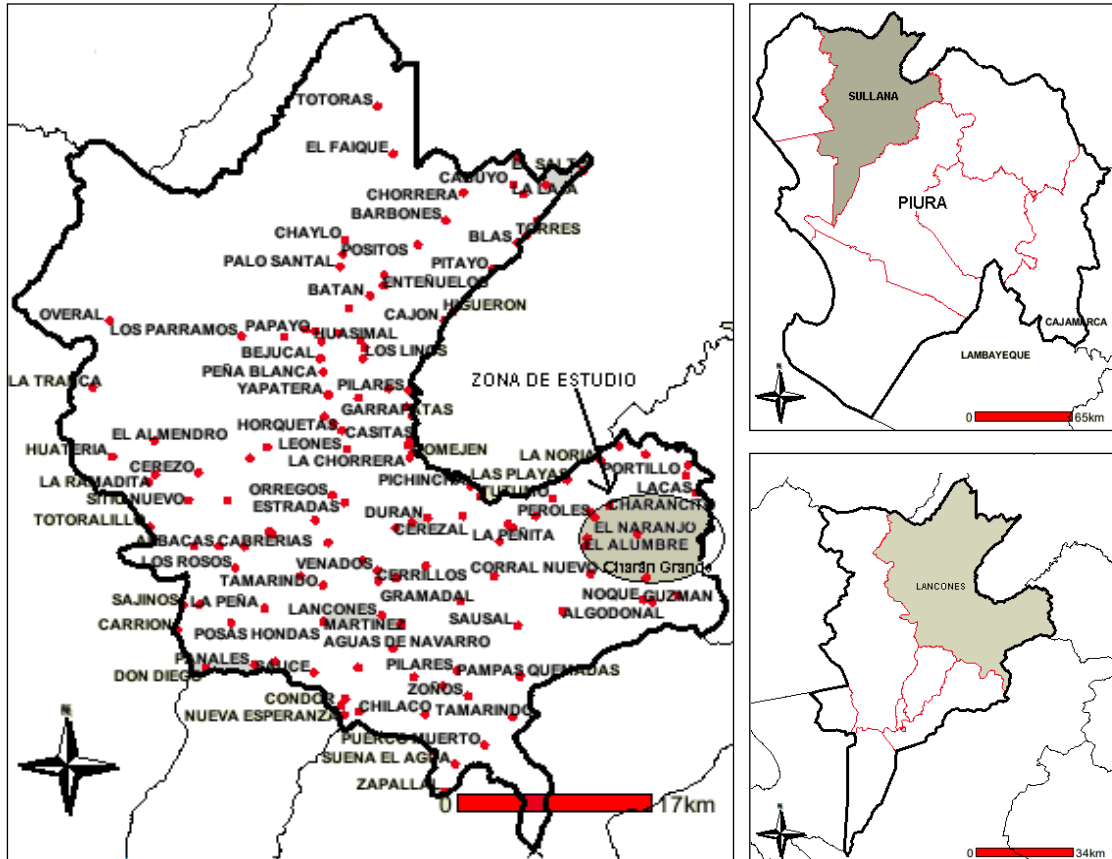 TOTORAS
EL FAIQUE
EL SALTO
CABUYO
CHORRERA
LA LAJA
BARBONES
TORRES
CHAYLO
BLAS
POSITOS
PALO SANTAL
PITAYO
ENTEÑUELOS
BATAN
HIGUERON
OVERAL
CAJON
LOS PARRAMOS
PAPAYO
HUASIMAL
BEJUCAL
LOS LINOS
PEÑA BLANCA
ZONA DE ESTUDIO
LA TRANCA
YAPATERA
PILARES
GARRAPATAS
HORQUETAS
CASITAS
EL ALMENDRO
LEONES
HUATERIA
LA CHORRERA
COMEJEN
LA NORIA
CEREZO
PORTILLO
LAS PLAYAS
LA RAMADITA
PICHINCHA
LACAS
SITIO NUEVO
ORREGOS
TUTUMO
ESTRADAS
CHARANCITO
DURAN
PEROLES
TOTORALILLO
CEREZAL
EL NARANJO
LA PEÑITA
ALBACAS
CABRERIAS
EL ALUMBRE
LOS ROSOS
VENADOS
Charán Grande
CERRILLOS
CORRAL NUEVO
TAMARINDO
GRAMADAL
NOQUE
GUZMAN
SAJINOS
LA PEÑA
LANCONES
ALGODONAL
CARRION
MARTINEZ
SAUSAL
POSAS HONDAS
AGUAS DE NAVARRO
PANALES
SAUCE
PILARES
PAMPAS QUEMADAS
DON DIEGO
ZOÑOS
CONDOR
NUEVA ESPERANZA
CHILACO
TAMARINDO
PUERCO MUERTO
SUENA EL AGUA
ZAPALLAL
N
0 17km
SULLANA
PIURA
CAJAMARCA
LAMBAYEQUE
N
0 65km
LANCONES
N
0 34km